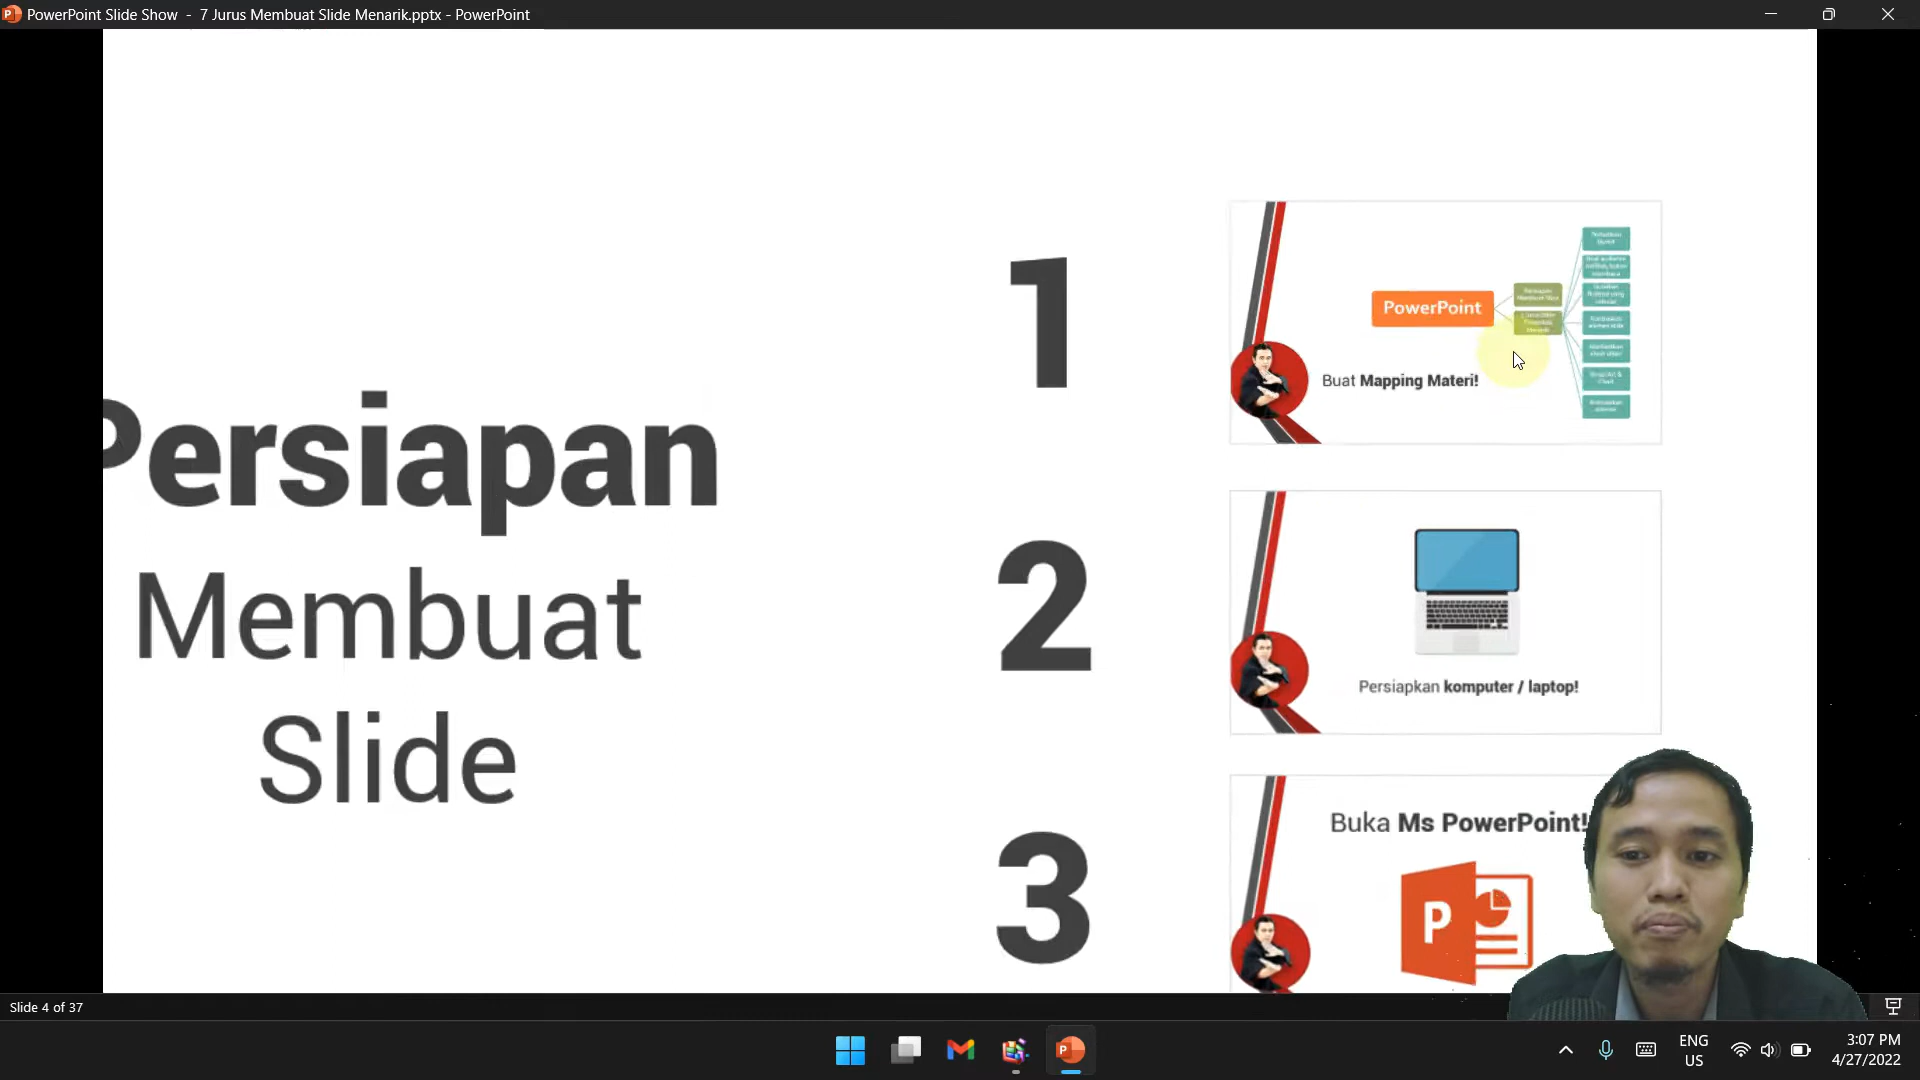 PowerPoint Slide Show - 7 Jurus Membuat Slide Menarik.pptx - PowerPoint
Persiapan
Membuat
Slide
1
PowerPoint
Buat Mapping Materi!
2
Persiapkan komputer / laptop!
3
Buka Ms PowerPoint!
P
Slide 4 of 37
P
ENG
US
3:07 PM
4/27/2022